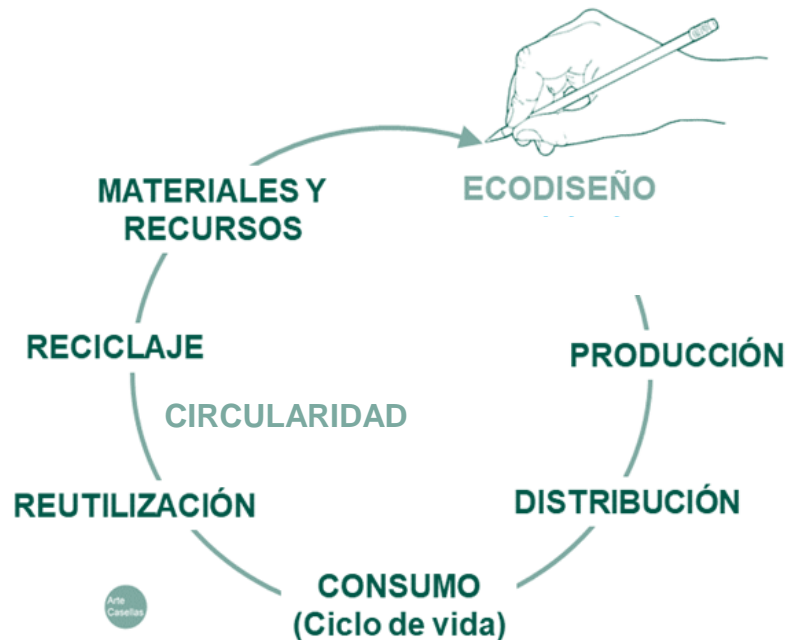 MATERIALES Y
RECURSOS
ECODISEÑO
RECICLAJE
PRODUCCIÓN
CIRCULARIDAD
REUTILIZACIÓN
DISTRIBUCIÓN
CONSUMO
(Ciclo de vida)
Arte
Casellas